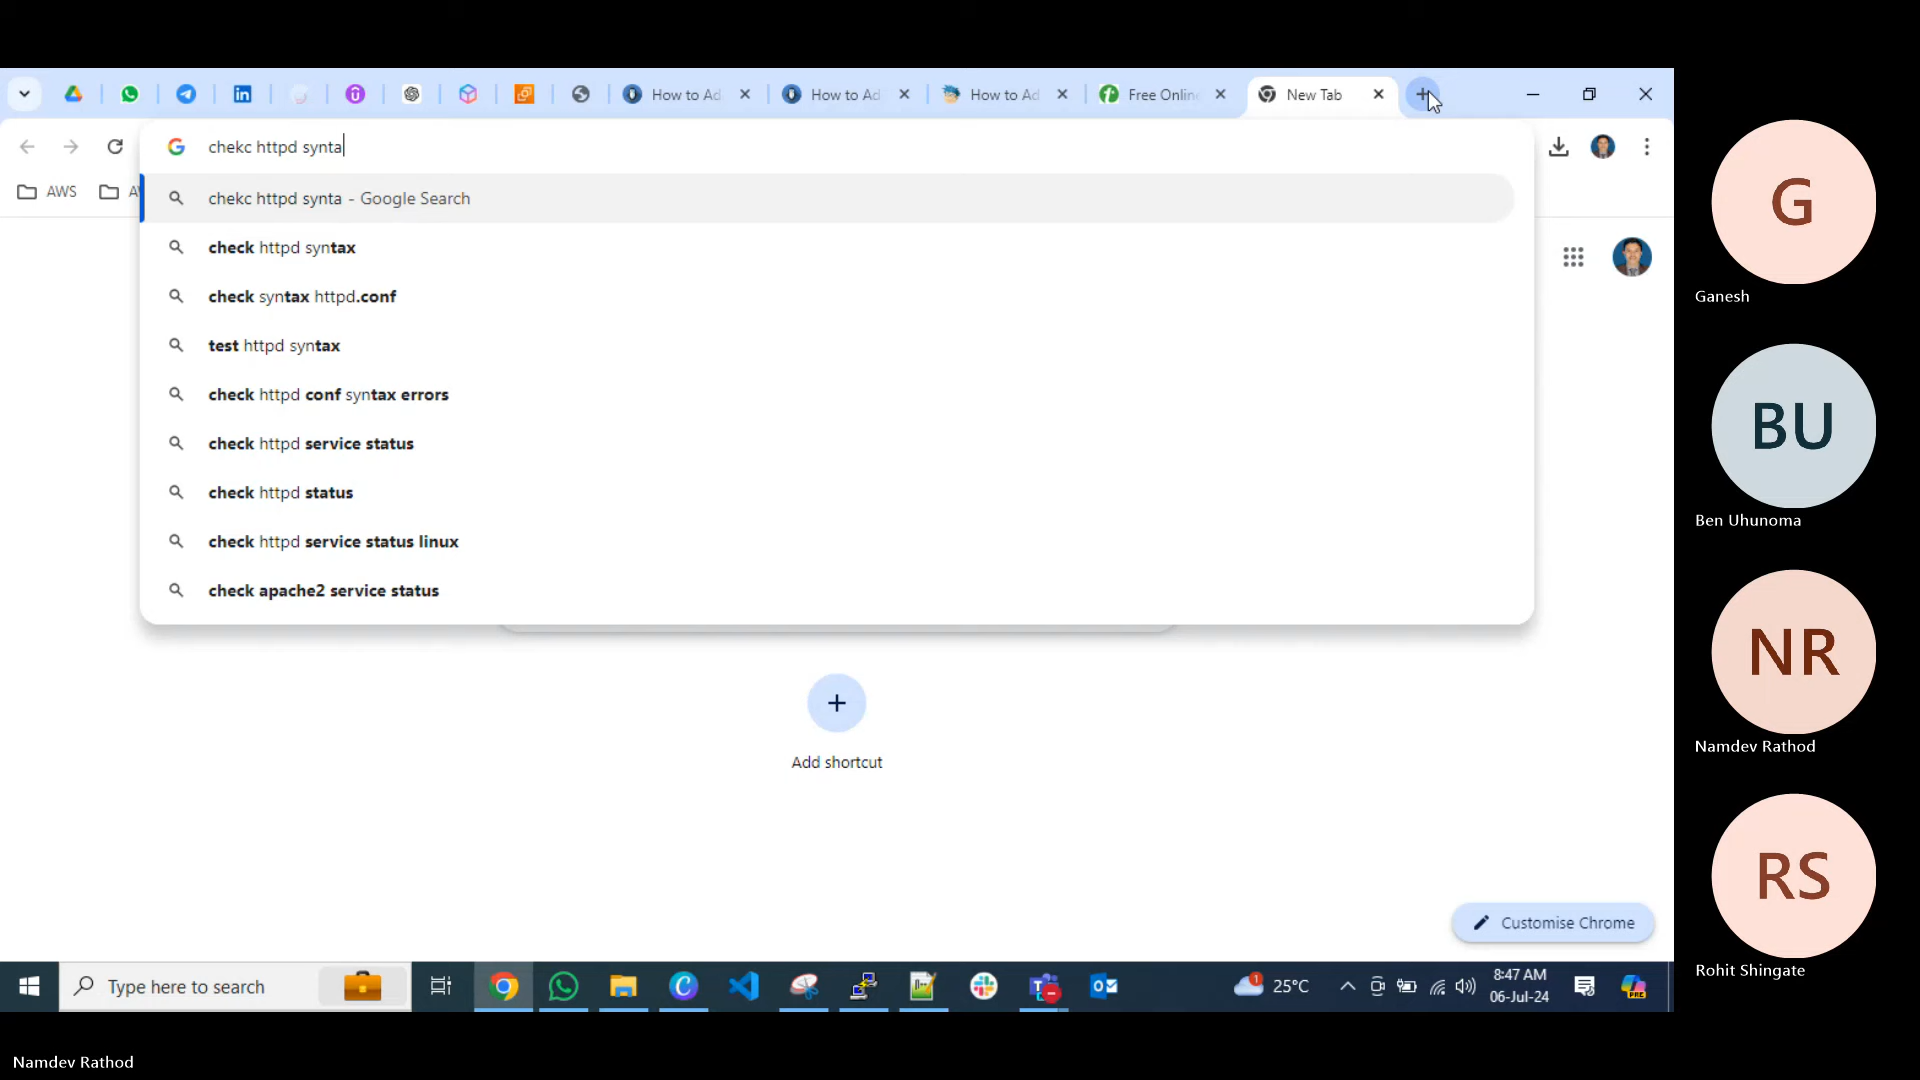 How to Ad
How to Ad
How to Ad
Free Online
New Tab
chekc httpd synta
AWS
chekc httpd synta - Google Search
check httpd syntax
check syntax httpd.conf
test httpd syntax
check httpd conf syntax errors
check httpd service status
check httpd status
check httpd service status linux
check apache2 service status
Add shortcut
Customise Chrome
Type here to search
25°C
8:47 AM
06-Jul-24
G
Ganesh
BU
Ben Uhunoma
NR
Namdev Rathod
RS
Rohit Shingate
Namdev Rathod